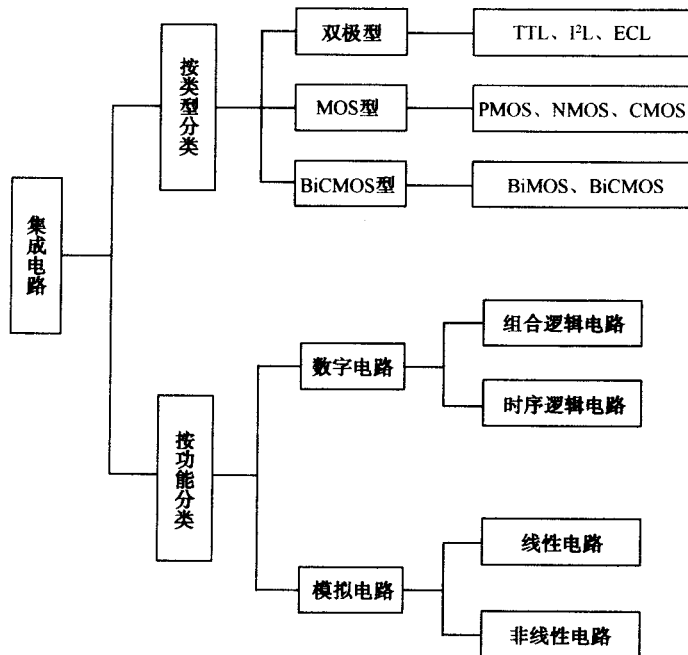 集成电路
按类型分类
双极型
TTL、I²L、ECL
MOS型
PMOS、NMOS、CMOS
BiCMOS型
BiMOS、BiCMOS
按功能分类
数字电路
组合逻辑电路
时序逻辑电路
模拟电路
线性电路
非线性电路